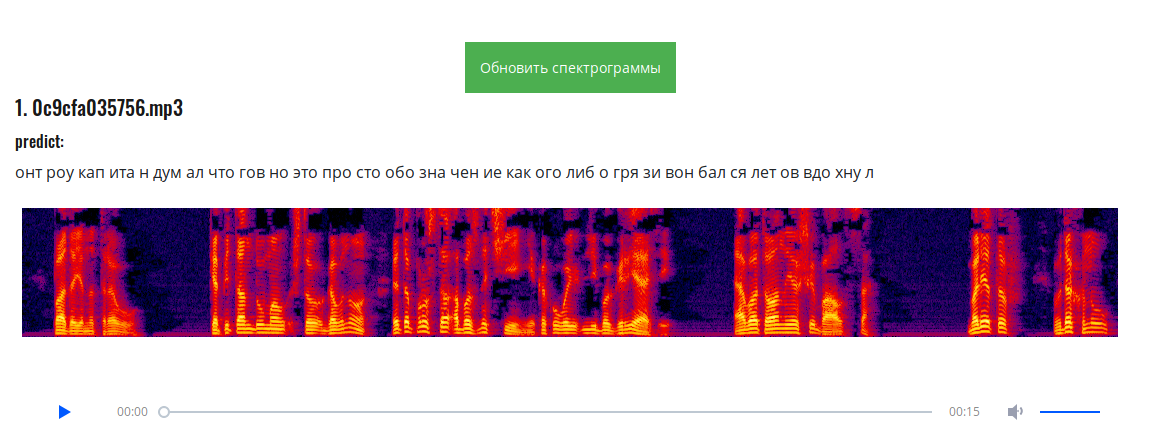 Обновить спектрограммы
1. 0c9cfa035756.mp3
predict:
онт роу кап ита н дум ал что гов но это про сто обо зна чен ие как ого либ о гря зи вон бал ся лет ов вдо хну л
00:00
00:15